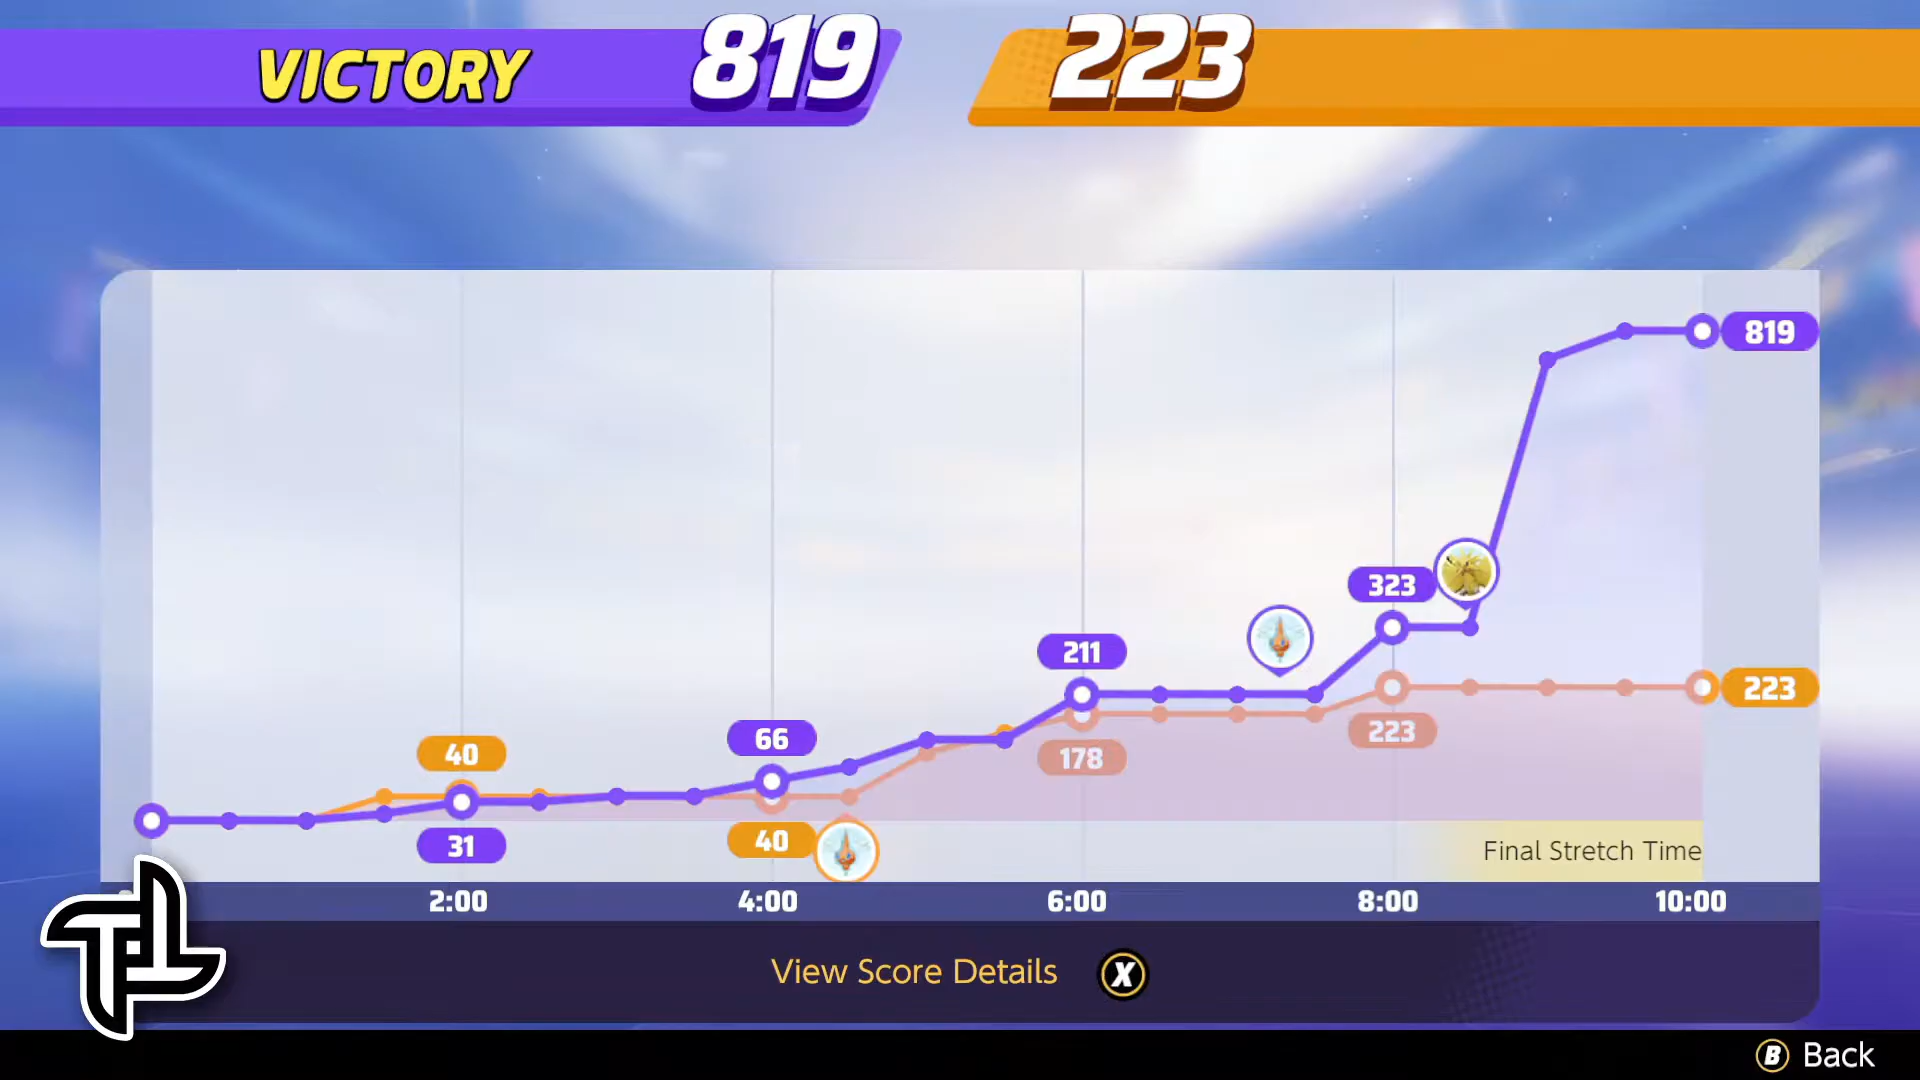 VICTORY 819 223
819
323
211
223
66
40
223
178
40
31
Final Stretch Time
2:00 4:00 6:00 8:00 10:00
View Score Details X
B Back